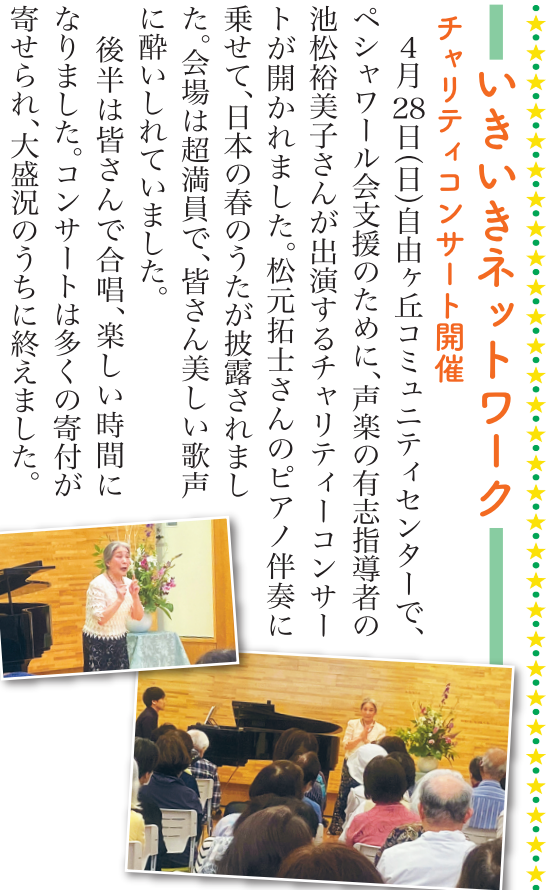 いきいきネットワーク
チャリティコンサート開催
４月28日（日）自由ヶ丘コミュニティセンターで、
ペシャワール会支援のために、声楽の有志指導者の
池松裕美子さんが出演するチャリティーコンサー
トが開かれました。松元拓士さんのピアノ伴奏に
乗せて、日本の春のうたが披露されまし
た。会場は超満員で、皆さん美しい歌声
に酔いしれていました。
後半は皆さんで合唱、楽しい時間に
なりました。コンサートは多くの寄付が
寄せられ、大盛況のうちに終えました。